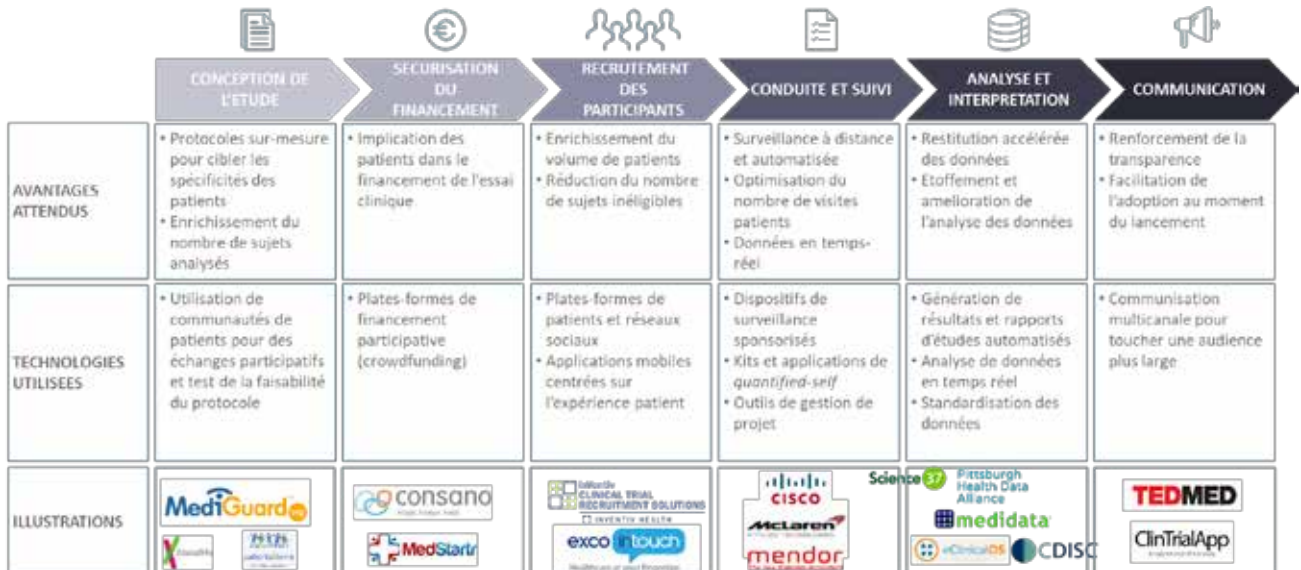 CONCEPTION DE
L'ETUDE
SECURISATION
DU
FINANCEMENT
RECRUTEMENT
DES
PARTICIPANTS
CONDUITE ET SUIVI
ANALYSE ET
INTERPRETATION
COMMUNICATION
AVANTAGES
ATTENDUS
• Protocoles sur-mesure
pour cibler les
spécificités des
patients
• Enrichissement du
nombre de sujets
analysés
• Implication des
patients dans le
financement de l'essai
clinique
• Enrichissement du
volume de patients
• Réduction du nombre
de sujets inéligibles
• Surveillance à distance
et automatisée
• Optimisation du
nombre de visites
patients
• Données en temps-
réel
• Restitution accélérée
des données
• Etoffement et
amelioration de
l'analyse des données
• Renforcement de la
transparence
• Facilitation de
l'adoption au moment
du lancement
TECHNOLOGIES
UTILISEES
• Utilisation de
communautés de
patients pour des
échanges participatifs
et test de la faisabilité
du protocole
• Plates-formes de
financement
participative
(crowdfunding)
• Plates-formes de
patients et réseaux
sociaux
• Applications mobiles
centrées sur
l'expérience patient
• Dispositifs de
surveillance
sponsorisés
• Kits et applications de
quantified-self
• Outils de gestion de
projet
• Génération de
résultats et rapports
d'études automatisés
• Analyse de données
en temps réel
• Standardisation des
données
• Communisation
multicanale pour
toucher une audience
plus large
ILLUSTRATIONS
MediGuard
consano
MedStartr
CLINICAL TRIAL
RECRUITMENT SOLUTIONS
INVENTIV HEALTH
exco intouch
CISCO
McLaren
mendor
Science 37
Pittsburgh
Health Data
Alliance
medidata
eClinicalOS
CDISC
TEDMED
ClinTrialApp